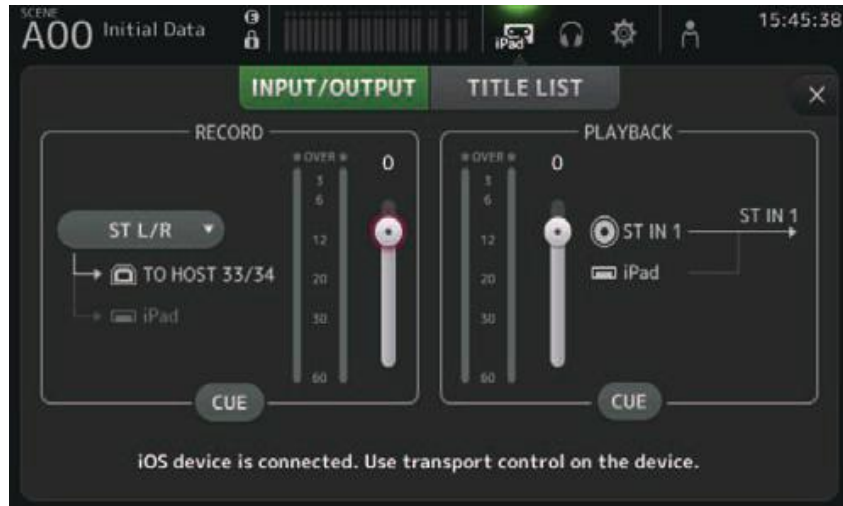 SCENE
A00 Initial Data
E
iPad
15:45:38
INPUT/OUTPUT
TITLE LIST
RECORD
OVER
0
3
6
12
20
30
60
ST L/R
TO HOST 33/34
iPad
CUE
PLAYBACK
OVER
0
3
6
12
20
30
60
ST IN 1
ST IN 1
iPad
CUE
iOS device is connected. Use transport control on the device.